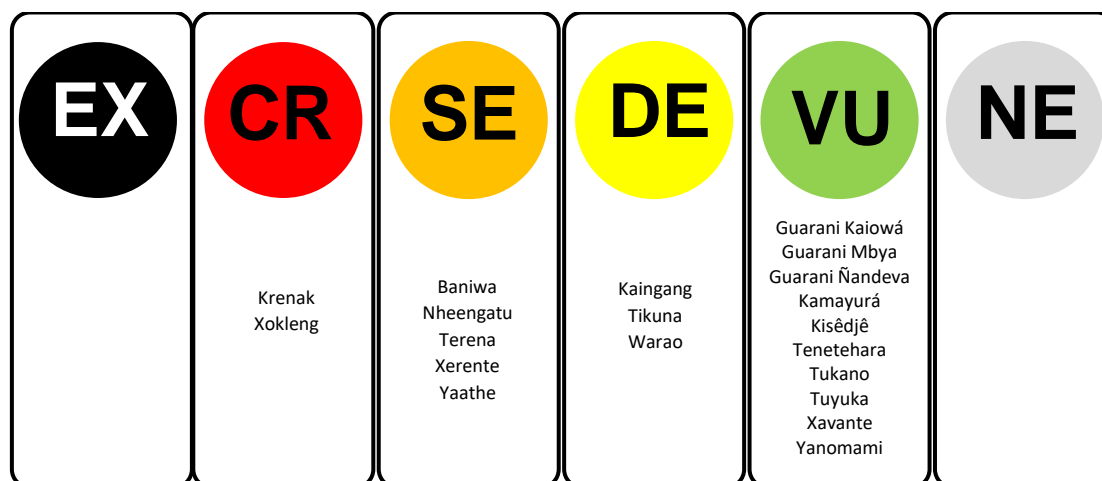 EX
CR
Krenak
Xokleng
SE
Baniwa
Nheengatu
Terena
Xerente
Yaathe
DE
Kaingang
Tikuna
Warao
VU
Guarani Kaiowá
Guarani Mbya
Guarani Ñandeva
Kamayurá
Kisêdjê
Tenetehara
Tukano
Tuyuka
Xavante
Yanomami
NE